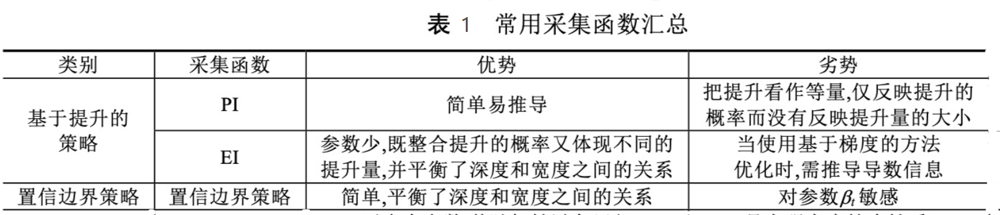 表 1 常用采集函数汇总
类别 采集函数 优势 劣势
基于提升的
策略
PI
简单易推导
把提升看作等量,仅反映提升的
概率而没有反映提升量的大小
EI
参数少,既整合提升的概率又体现不同的
提升量,并平衡了深度和宽度之间的关系
当使用基于梯度的方法
优化时,需推导导数信息
置信边界策略 置信边界策略 简单,平衡了深度和宽度之间的关系 对参数βt敏感